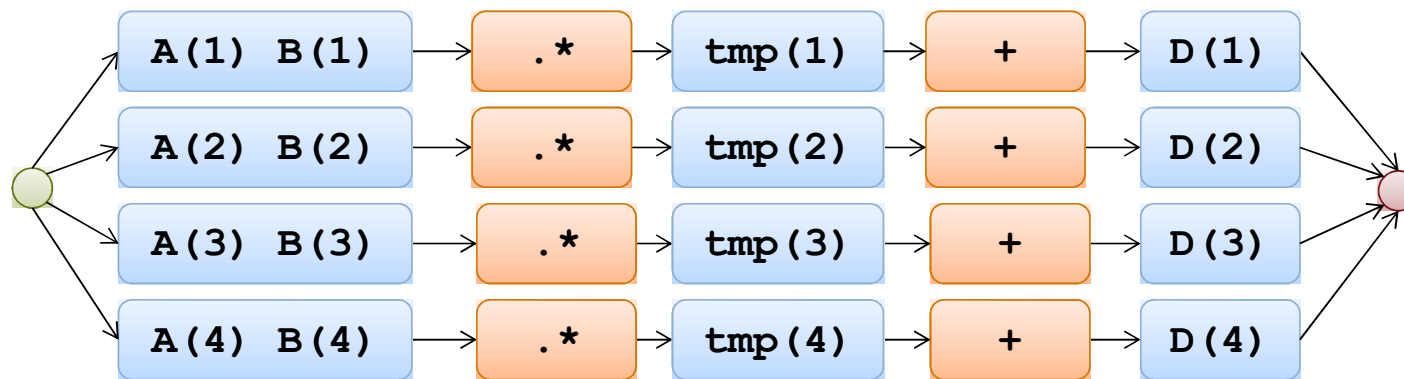 A(1) B(1) .* tmp(1) + D(1)
A(2) B(2) .* tmp(2) + D(2)
A(3) B(3) .* tmp(3) + D(3)
A(4) B(4) .* tmp(4) + D(4)